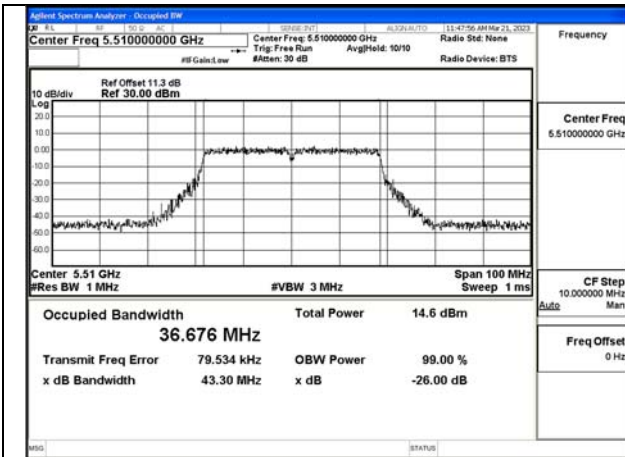 Agilent Spectrum Analyzer - Occupied BW
RL RF 50 Ω AC SENSE:INT ALIGN AUTO 11:47:56 AM Mar 21, 2023
Center Freq 5.510000000 GHz Center Freq: 5.510000000 GHz Radio Std: None Frequency
Trig: Free Run Avg|Hold: 10/10
#IFGain:Low #Atten: 30 dB Radio Device: BTS
Ref Offset 11.3 dB
10 dB/div Ref 30.00 dBm
Log
20.0
10.0
0.00
-10.0
-20.0
-30.0
-40.0
-50.0
-60.0
Center Freq
5.510000000 GHz
Center 5.51 GHz Span 100 MHz
#Res BW 1 MHz #VBW 3 MHz Sweep 1 ms
CF Step
10.000000 MHz
Auto Man
Occupied Bandwidth Total Power 14.6 dBm
36.676 MHz
Transmit Freq Error 79.534 kHz OBW Power 99.00 %
x dB Bandwidth 43.30 MHz x dB -26.00 dB
Freq Offset
0 Hz
MSG STATUS